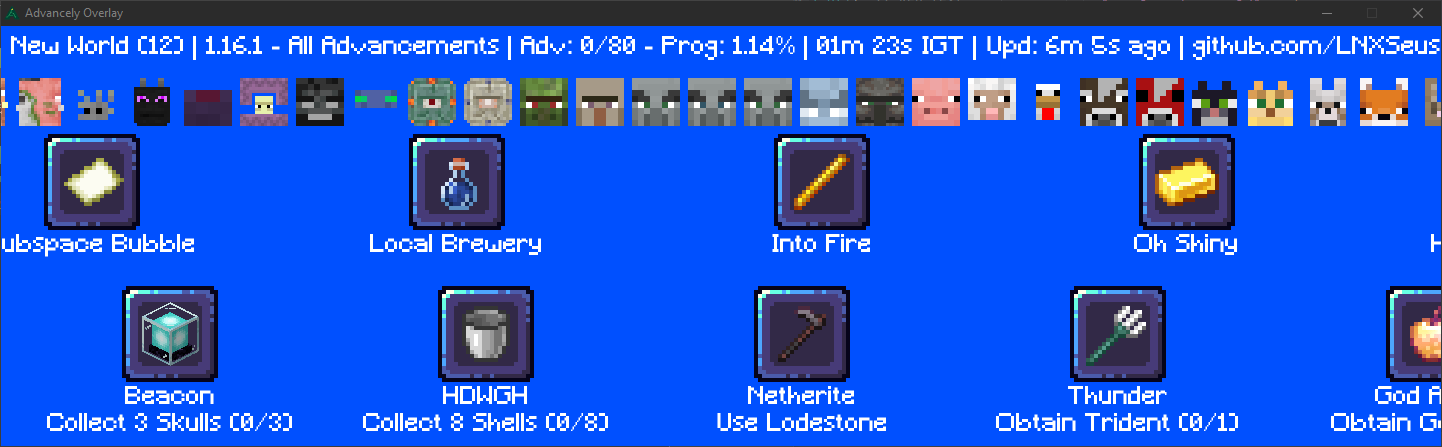 Advancely Overlay
New World (12) | 1.16.1 - All Advancements | Adv: 0/80 - Prog: 1.14% | 01m 23s IGT | Upd: 6m 5s ago | github.com/LNXSeus
ubspace Bubble Local Brewery Into Fire Oh Shiny
Beacon HDWGH Netherite Thunder God A
Collect 3 Skulls (0/3) Collect 8 Shells (0/8) Use Lodestone Obtain Trident (0/1) Obtain G